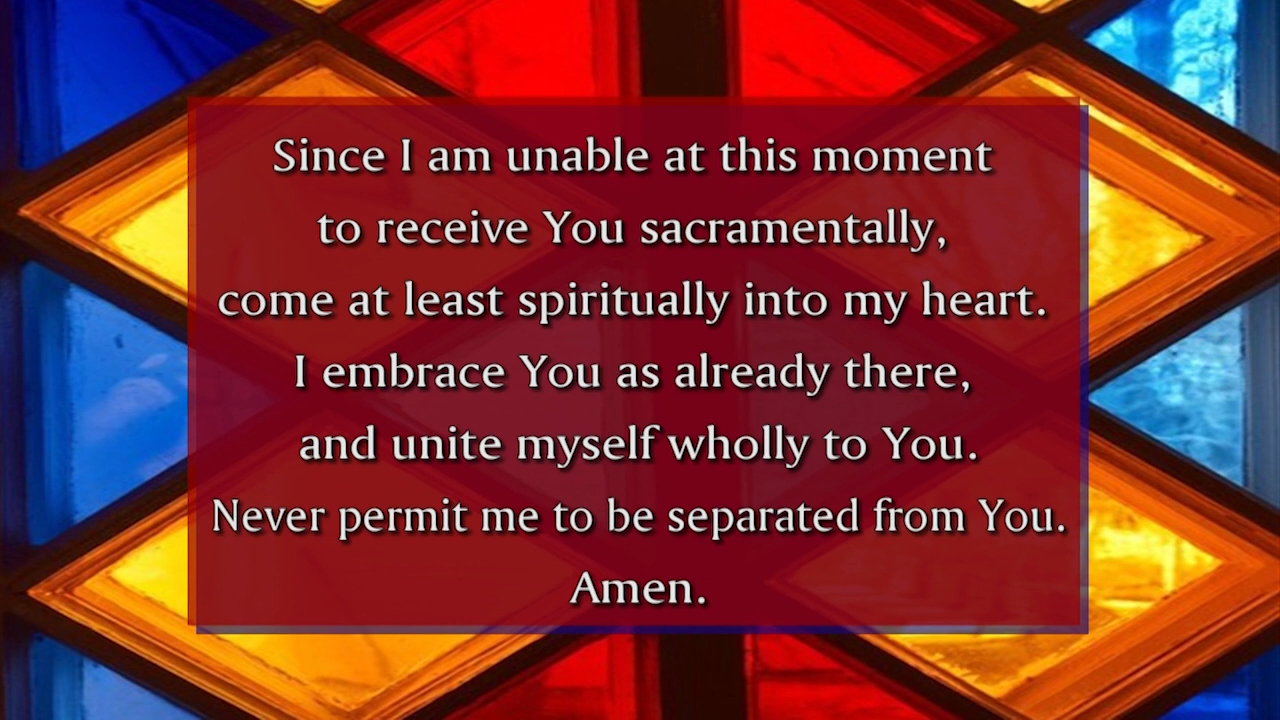 Since I am unable at this moment
to receive You sacramentally,
come at least spiritually into my heart.
I embrace You as already there,
and unite myself wholly to You.
Never permit me to be separated from You.
Amen.